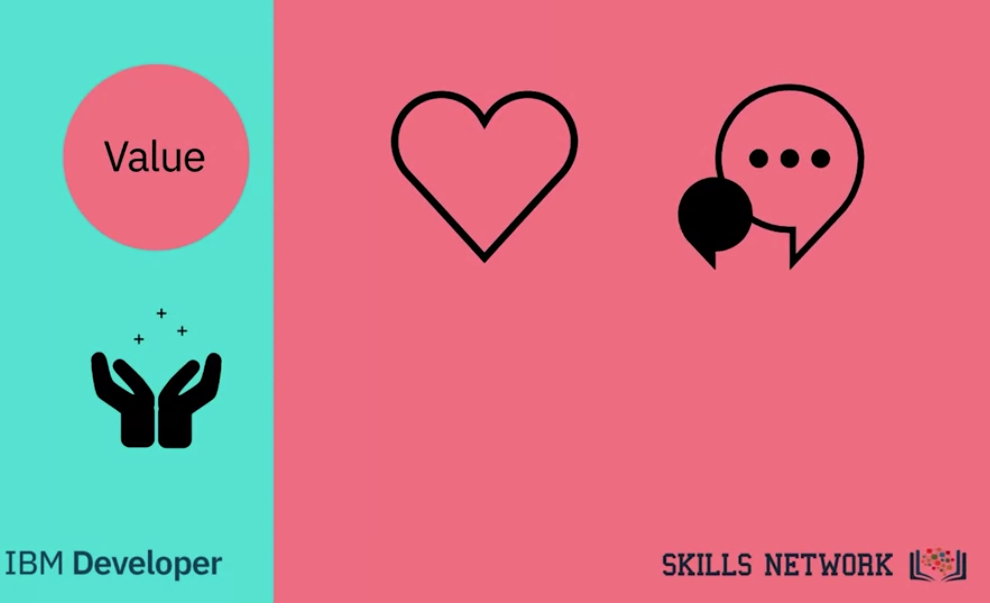 Value
IBM Developer
SKILLS NETWORK